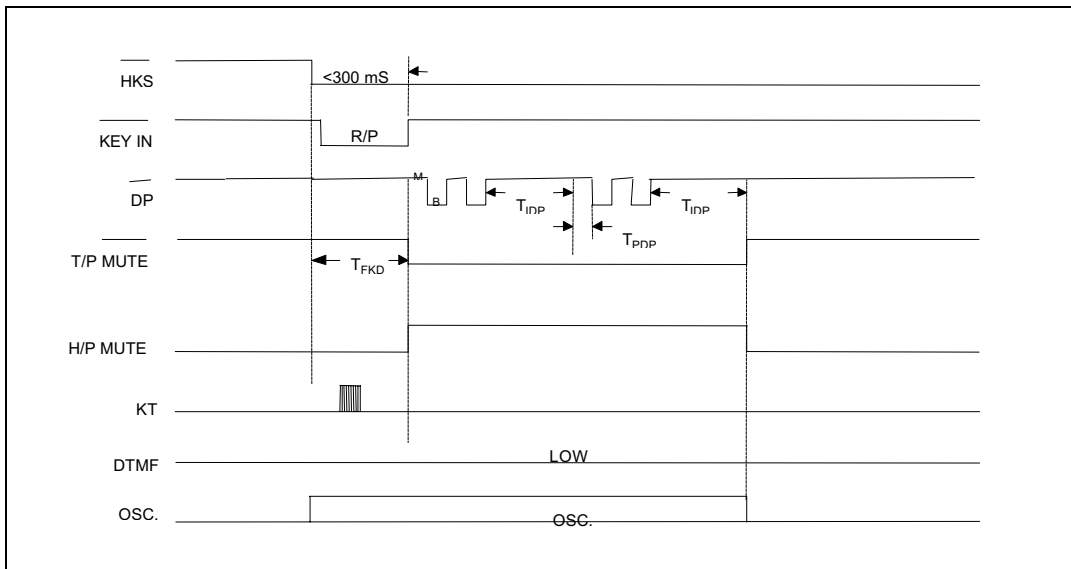 HKS
<300 mS
KEY IN
R/P
DP
M
B
TIDP
TIDP
TPDP
T/P MUTE
TFKD
H/P MUTE
KT
DTMF
LOW
OSC.
OSC.